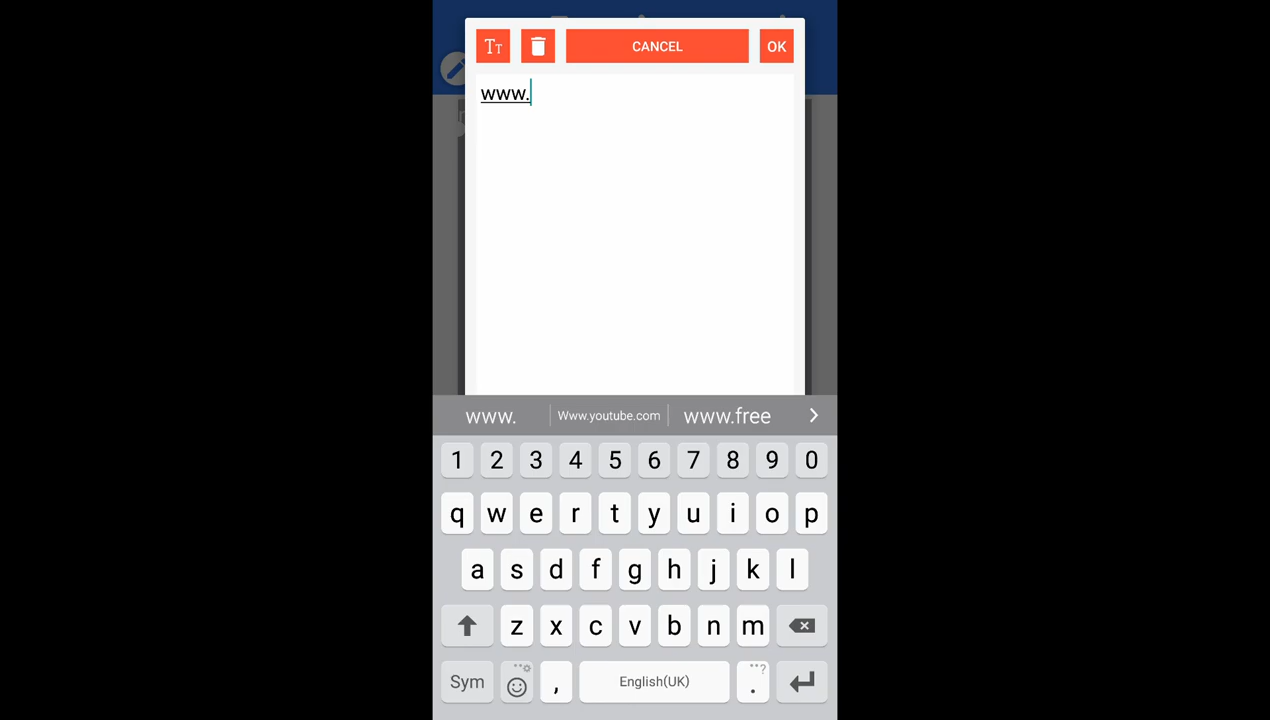 TT
CANCEL
OK
www.
www.
Www.youtube.com
www.free
1 2 3 4 5 6 7 8 9 0
q w e r t y u i o p
a s d f g h j k l
z x c v b n m
Sym , English(UK) . ?